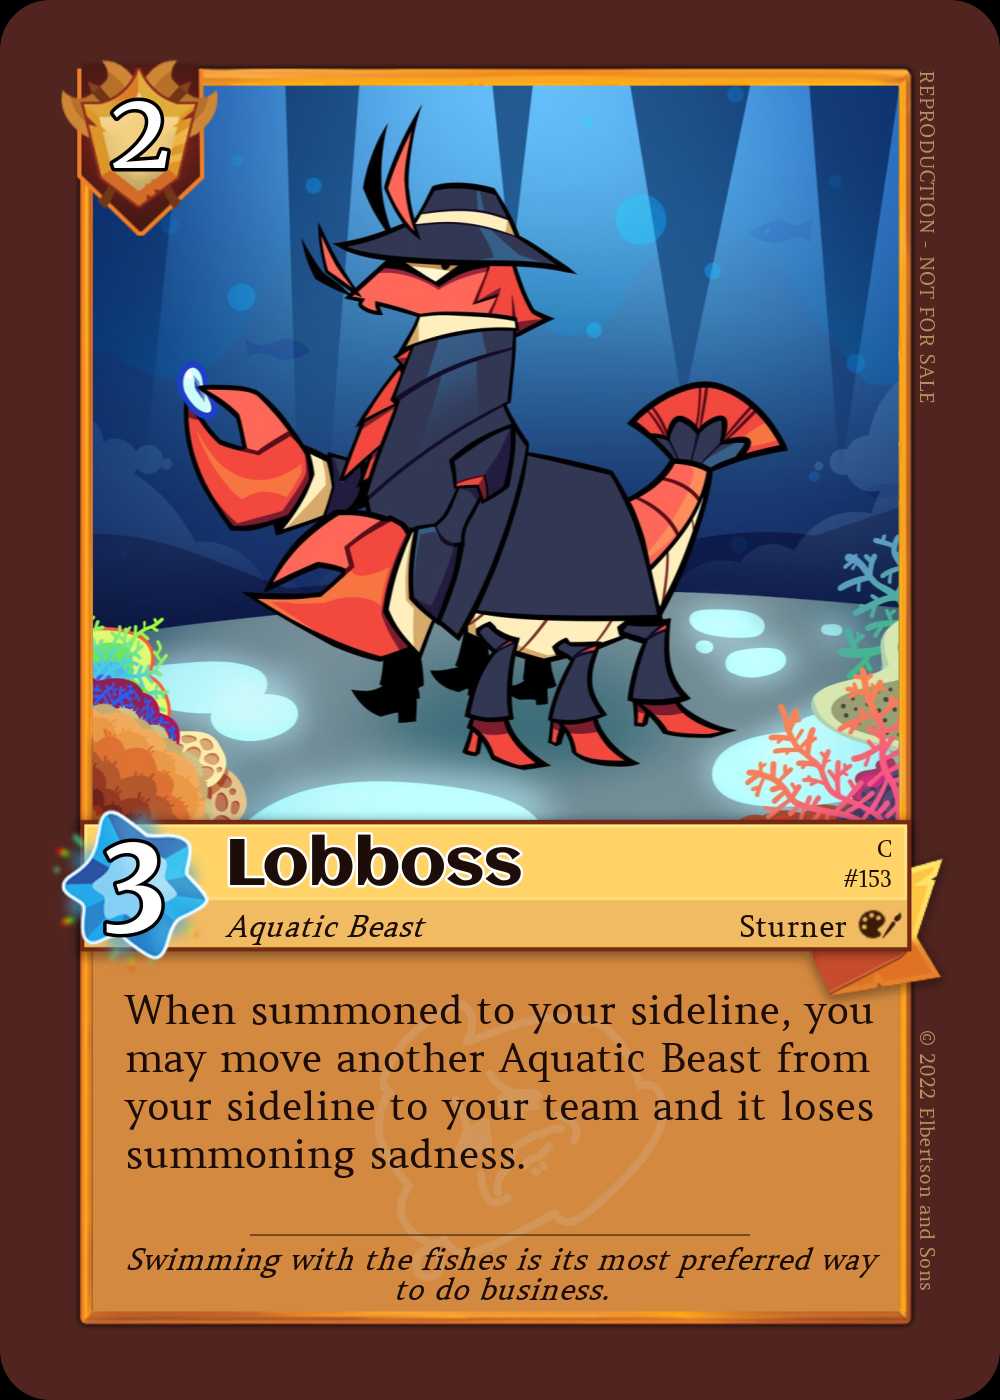 2
REPRODUCTION - NOT FOR SALE
3
Lobboss
C
#153
Aquatic Beast
Sturner
When summoned to your sideline, you
may move another Aquatic Beast from
your sideline to your team and it loses
summoning sadness.
Swimming with the fishes is its most preferred way
to do business.
© 2022 Elbertson and Sons